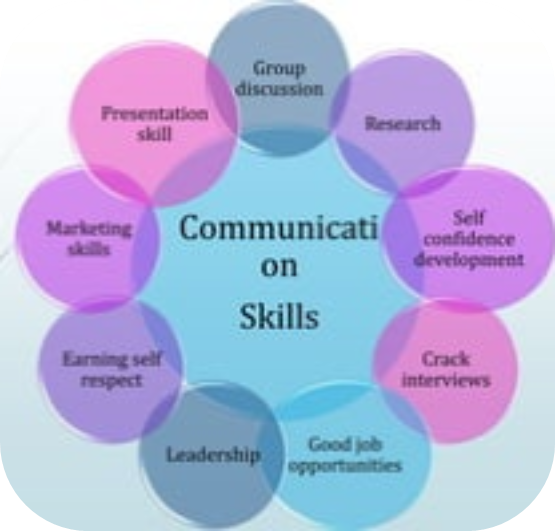 Group
discussion
Research
Self
confidence
development
Crack
interviews
Good job
opportunities
Leadership
Earning self
respect
Marketing
skills
Presentation
skill
Communicati
on
Skills